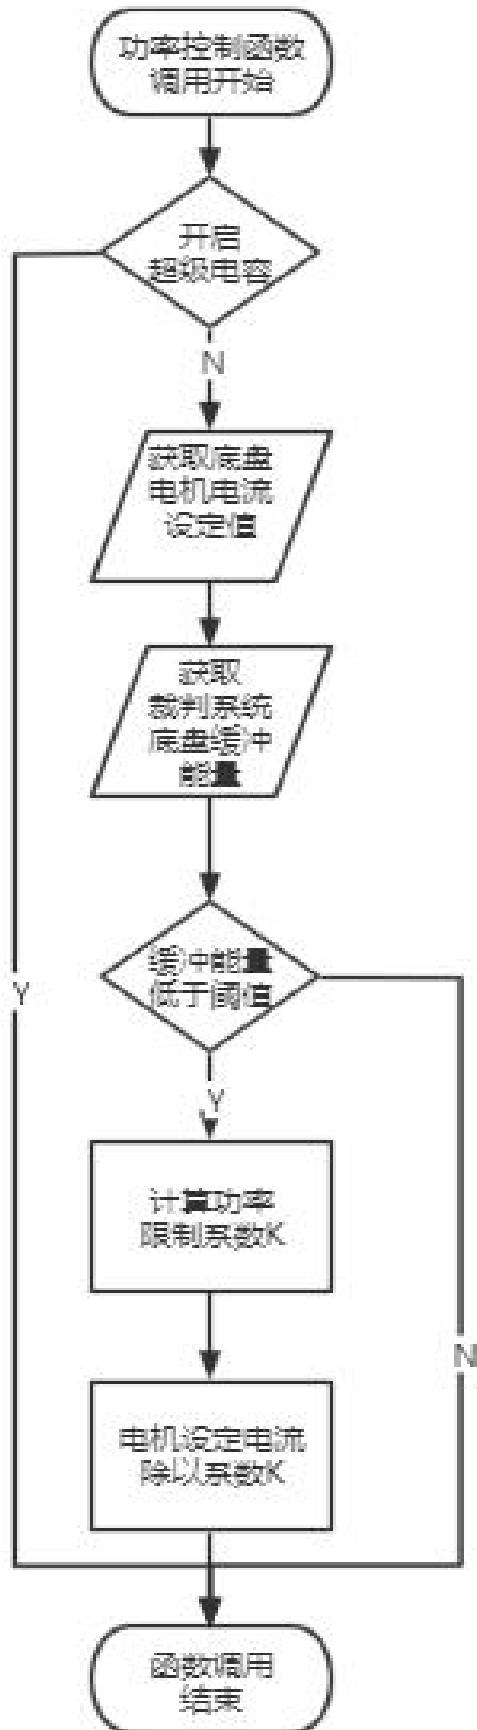 功率控制函数
调用开始
开启
超级电容
N
获取底盘
电机电流
设定值
获取
裁判系统
底盘缓冲
能量
缓冲能量
低于阈值
Y
Y
计算功率
限制系数K
N
电机设定电流
除以系数K
函数调用
结束